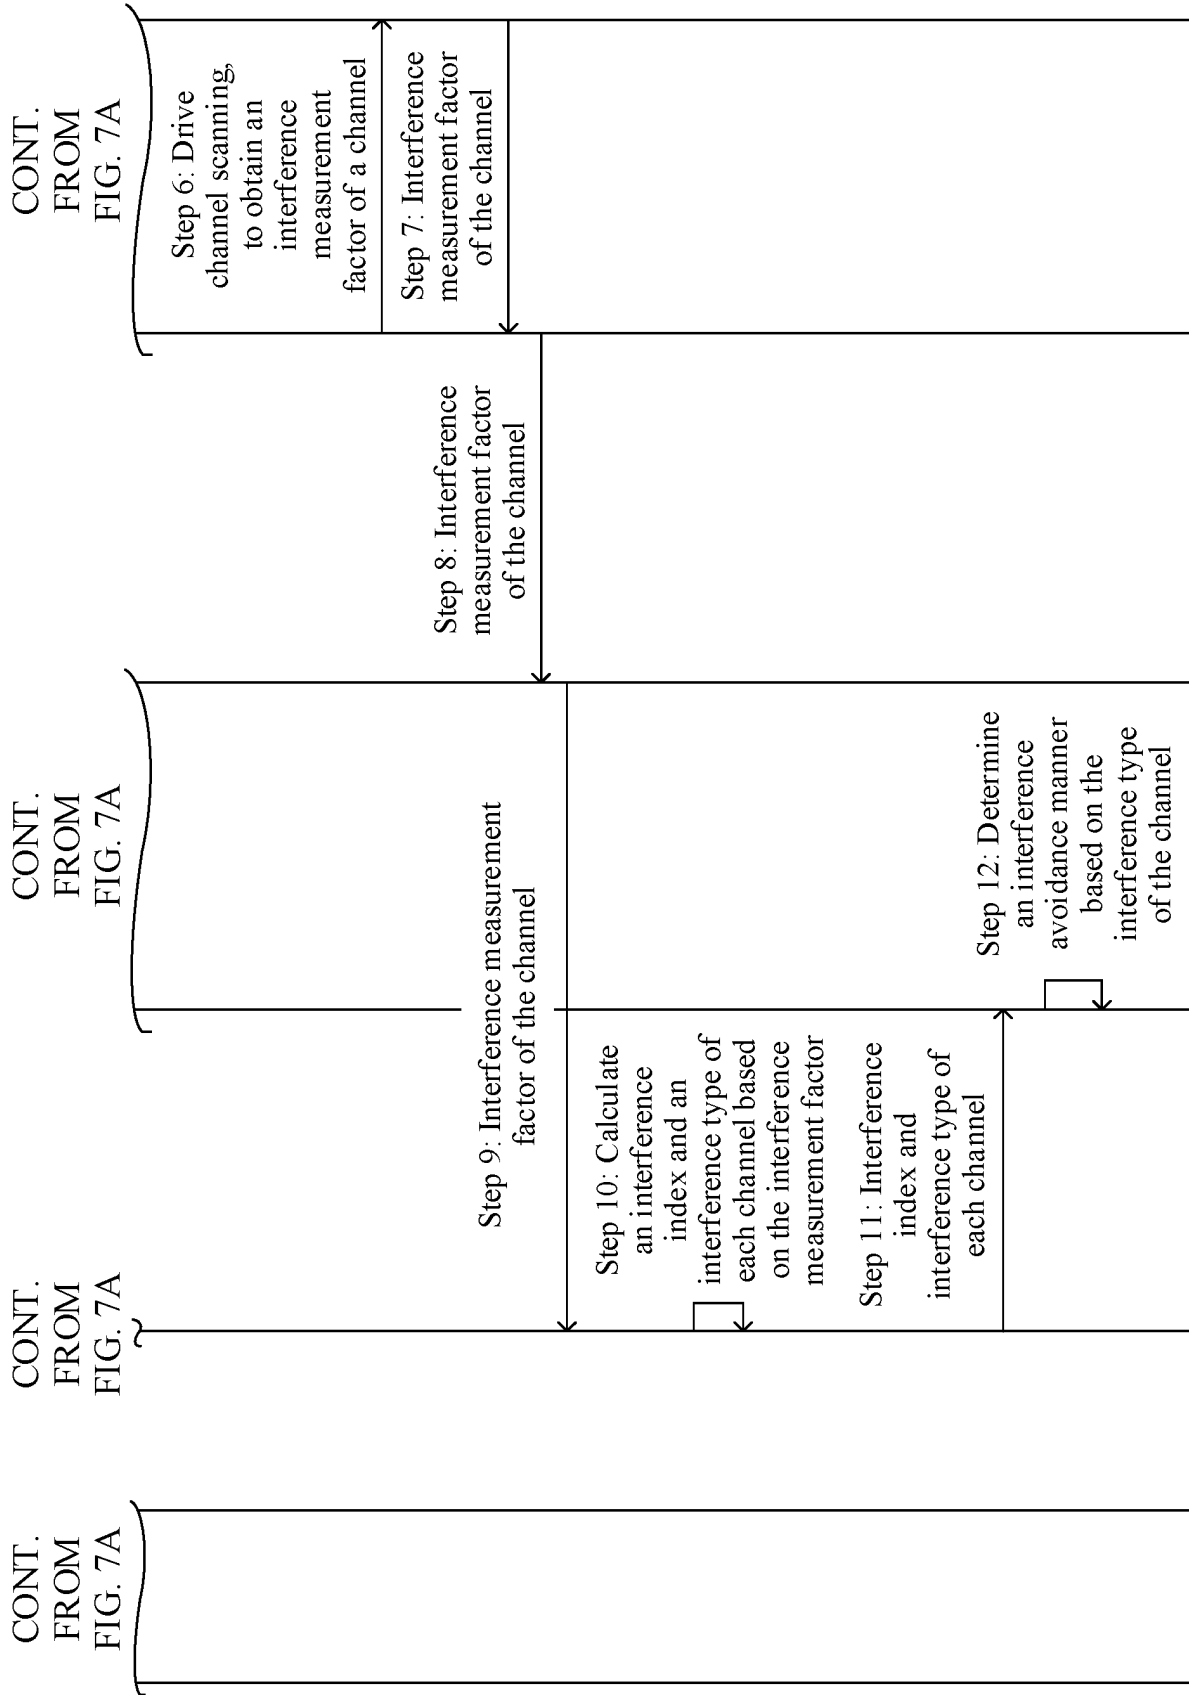 CONT.
FROM
FIG. 7A
CONT.
FROM
FIG. 7A
CONT.
FROM
FIG. 7A
CONT.
FROM
FIG. 7A
Step 6: Drive
channel scanning,
to obtain an
interference
measurement
factor of a channel
Step 7: Interference
measurement factor
of the channel
Step 8: Interference
measurement factor
of the channel
Step 9: Interference measurement
factor of the channel
Step 10: Calculate
an interference
index and an
interference type of
each channel based
on the interference
measurement factor
Step 11: Interference
index and
interference type of
each channel
Step 12: Determine
an interference
avoidance manner
based on the
interference type
of the channel